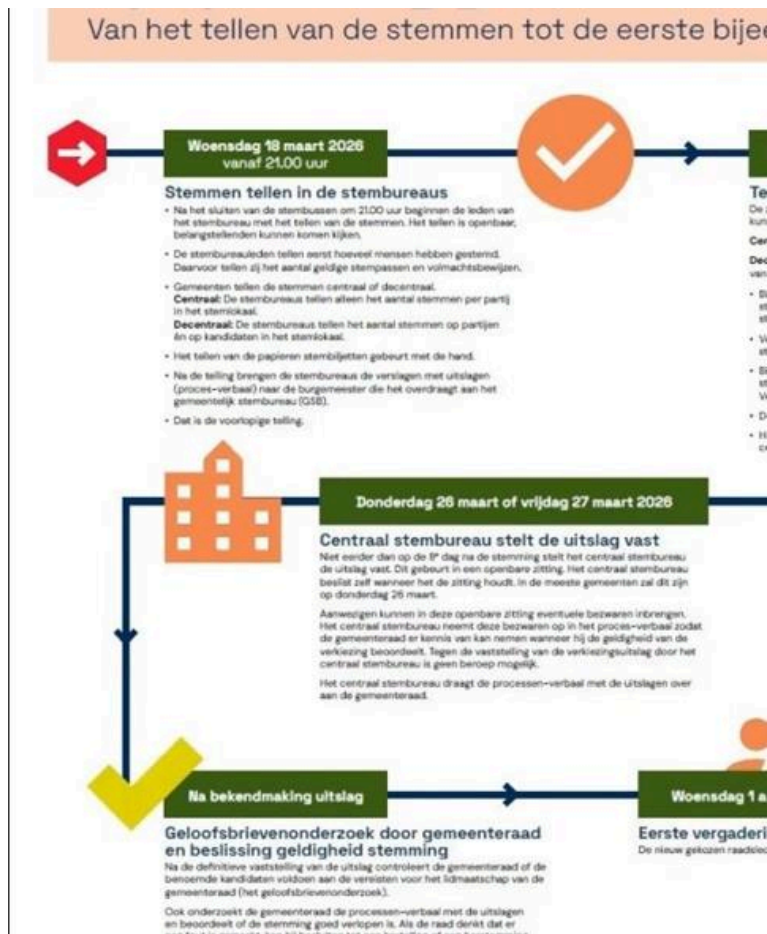 Van het tellen van de stemmen tot de eerste bije
Woensdag 18 maart 2026
vanaf 21.00 uur
Stemmen tellen in de stembureaus
• Na het sluiten van de stembussen om 21.00 uur beginnen de leden van
het stembureau met het tellen van de stemmen. Het tellen is openbaar,
belangstellenden kunnen komen kijken.
• De stembureauleden tellen eerst hoeveel mensen hebben gestemd.
Daarvoor tellen zij het aantal geldige stempassen en volmachtsbewijzen.
• Gemeenten tellen de stemmen centraal of decentraal.
Centraal: De stembureaus tellen alleen het aantal stemmen per partij
in het stemlokaal.
Decentraal: De stembureaus tellen het aantal stemmen op partijen
én op kandidaten in het stemlokaal.
• Het tellen van de papieren stembiljetten gebeurt met de hand.
• Na de telling brengen de stembureaus de verslagen met uitslagen
(proces-verbaal) naar de burgemeester die het overdraagt aan het
gemeentelijk stembureau (GSB).
• Dat is de voorlopige telling.
Te
De
kun
Cen
Dec
van
• Bi
st
st
• Ve
st
• Bi
st
Ve
• D
• H
ce
Donderdag 26 maart of vrijdag 27 maart 2026
Centraal stembureau stelt de uitslag vast
Niet eerder dan op de 8e dag na de stemming stelt het centraal stembureau
de uitslag vast. Dit gebeurt in een openbare zitting. Het centraal stembureau
beslist zelf wanneer het de zitting houdt. In de meeste gemeenten zal dit zijn
op donderdag 26 maart.
Aanwezigen kunnen in deze openbare zitting eventuele bezwaren inbrengen.
Het centraal stembureau neemt deze bezwaren op in het proces-verbaal zodat
de gemeenteraad er kennis van kan nemen wanneer hij de geldigheid van de
verkiezing beoordeelt. Tegen de vaststelling van de verkiezingsuitslag door het
centraal stembureau is geen beroep mogelijk.
Het centraal stembureau draagt de processen-verbaal met de uitslagen over
aan de gemeenteraad.
Na bekendmaking uitslag
Geloofsbrievenonderzoek door gemeenteraad
en beslissing geldigheid stemming
Na de definitieve vaststelling van de uitslag controleert de gemeenteraad of de
benoemde kandidaten voldoen aan de vereisten voor het lidmaatschap van de
gemeenteraad (het geloofsbrievenonderzoek).
Ook onderzoekt de gemeenteraad de processen-verbaal met de uitslagen
en beoordeelt of de stemming goed verlopen is. Als de raad denkt dat er
Woensdag 1 a
Eerste vergaderi
De nieuw gekozen raadsled